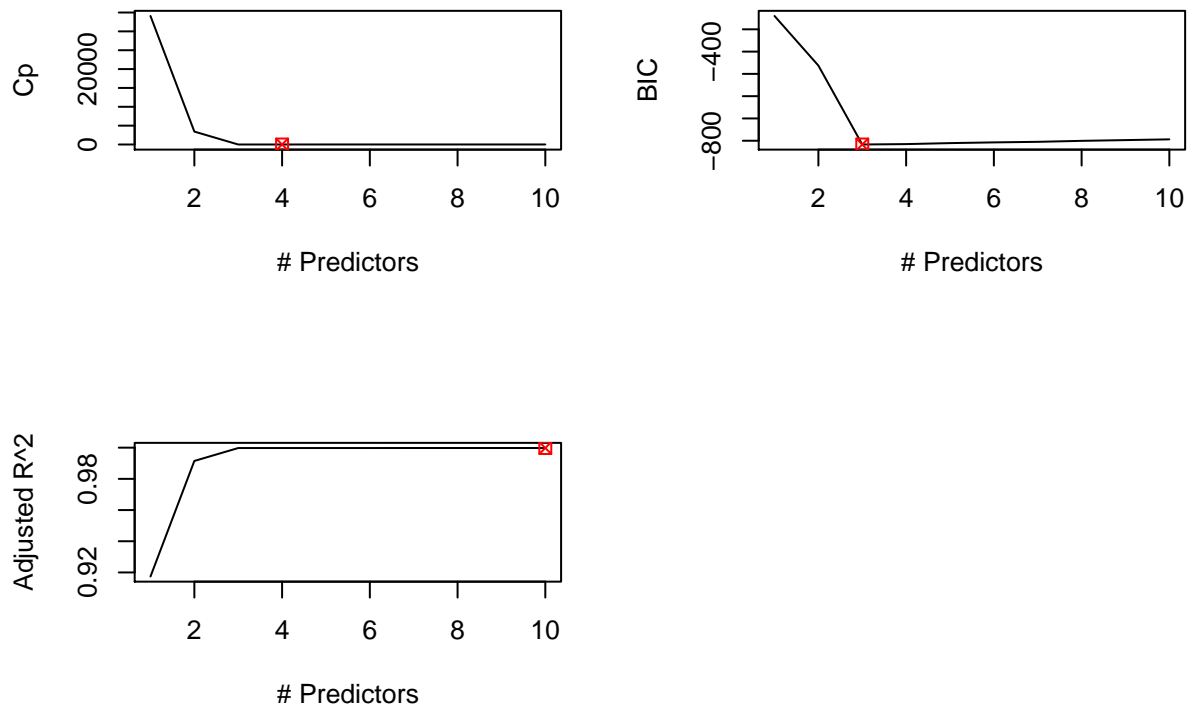 Cp
20000
0
2 4 6 8 10
# Predictors
BIC
−400
−800
2 4 6 8 10
# Predictors
Adjusted R^2
0.98
0.92
2 4 6 8 10
# Predictors